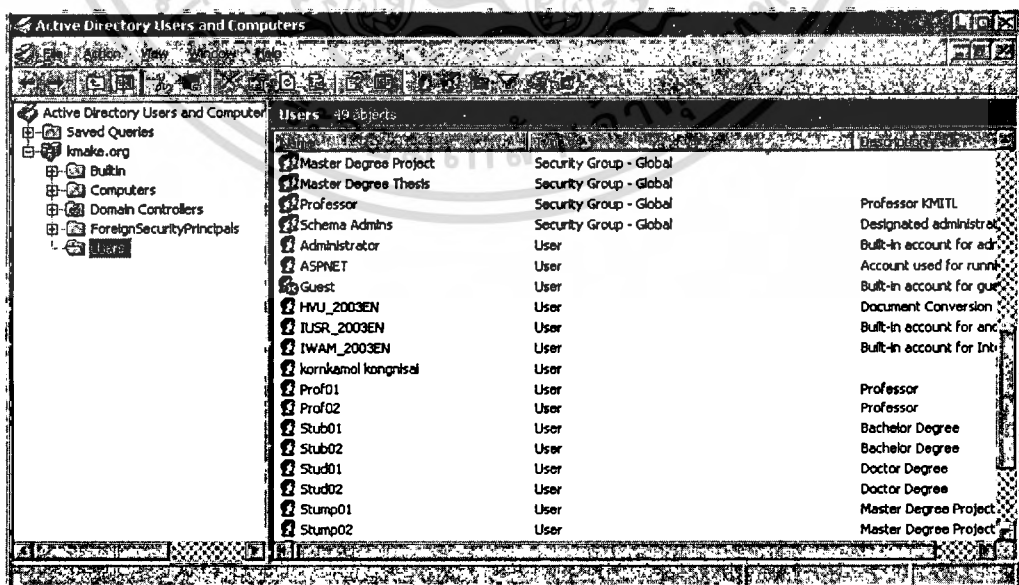 Active Directory Users and Computers
File Action View Window Help
Active Directory Users and Computer
Saved Queries
kmake.org
Builtin
Computers
Domain Controllers
ForeignSecurityPrincipals
Users
Users 49 objects
Name
Master Degree Project Security Group - Global
Master Degree Thesis Security Group - Global
Professor Security Group - Global Professor KMITL
Schema Admins Security Group - Global Designated administrat
Administrator User Built-in account for adr
ASPNET User Account used for runni
Guest User Built-in account for gue
HVU_2003EN User Document Conversion
IUSR_2003EN User Built-in account for anc
IWAM_2003EN User Built-in account for Int
kornkamol kongnisai User
Prof01 User Professor
Prof02 User Professor
Stub01 User Bachelor Degree
Stub02 User Bachelor Degree
Stud01 User Doctor Degree
Stud02 User Doctor Degree
Stump01 User Master Degree Project
Stump02 User Master Degree Project